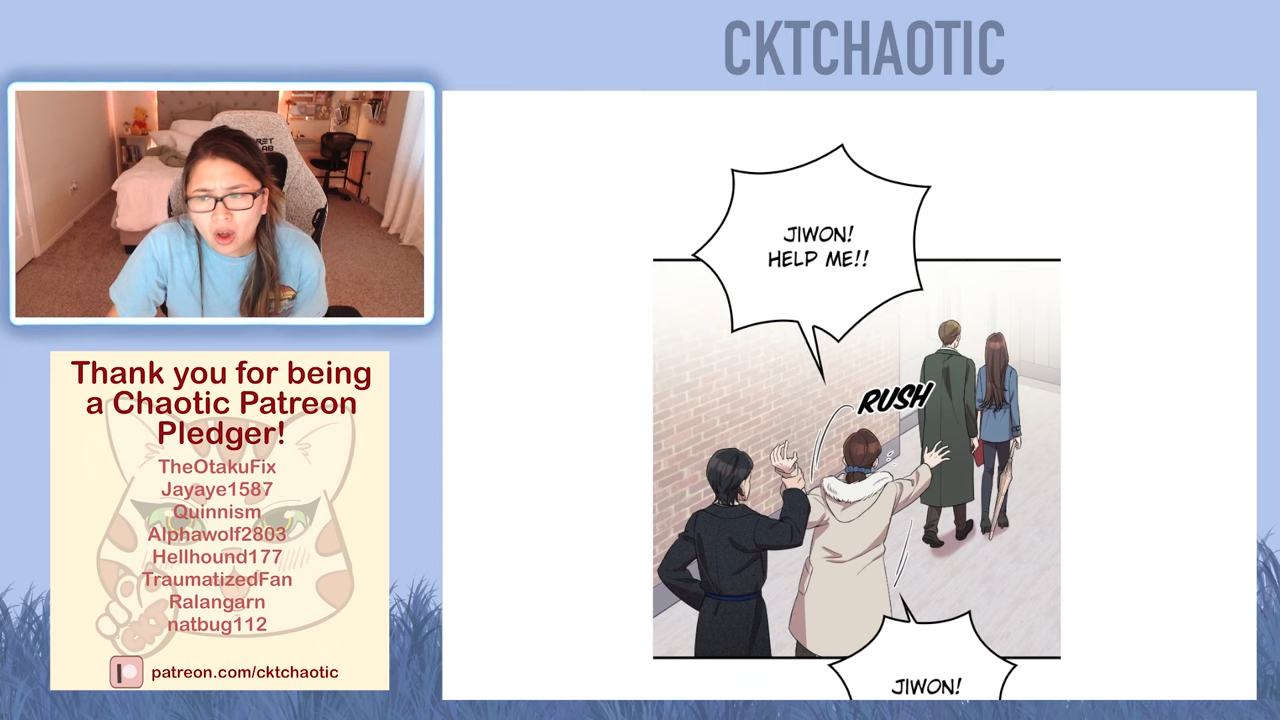 CKTCHAOTIC
JIWON!
HELP ME!!
RUSH
JIWON!
Thank you for being
a Chaotic Patreon
Pledger!
TheOtakuFix
Jayaye1587
Quinnism
Alphawolf2803
Hellhound177
TraumatizedFan
Ralangarn
natbug112
patreon.com/cktchaotic